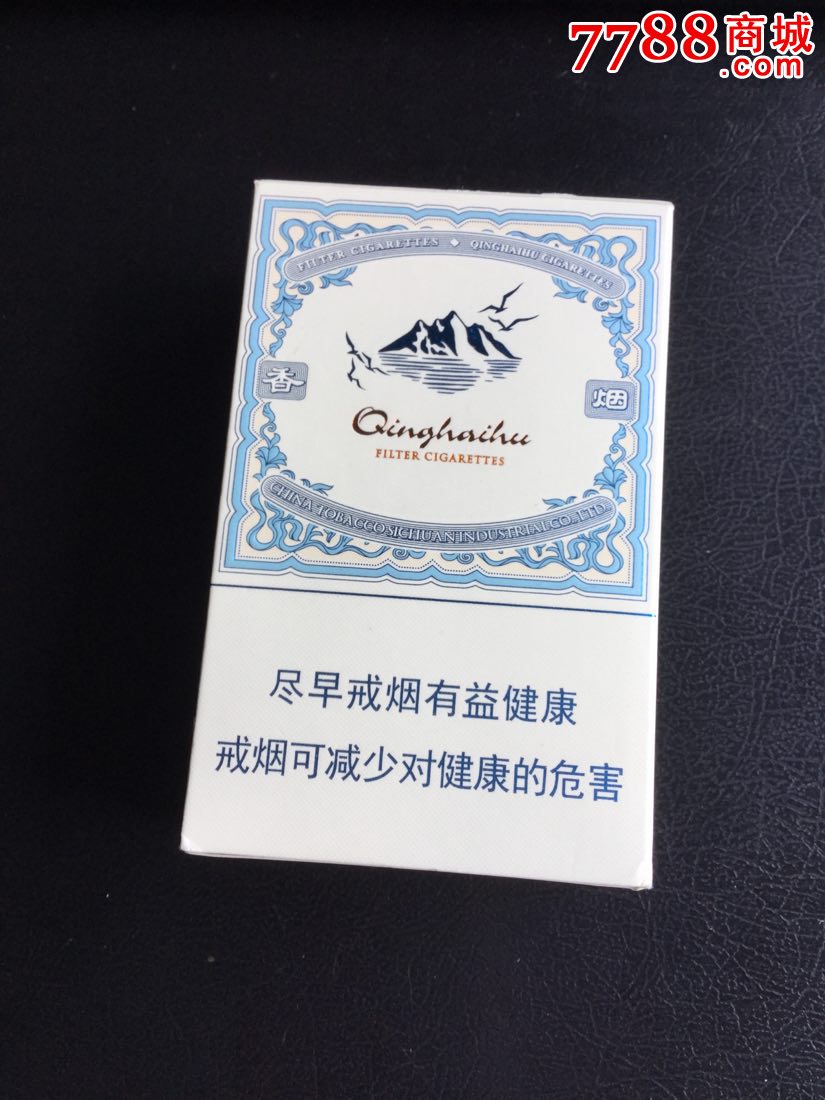 7788商城
.com
FILTER CIGARETTES ◆ QINGHAIHU CIGARETTES
香 烟
Qinghaihu
FILTER CIGARETTES
CHINA TOBACCO SICHUAN INDUSTRIAL CO.,LTD.
尽早戒烟有益健康
戒烟可减少对健康的危害